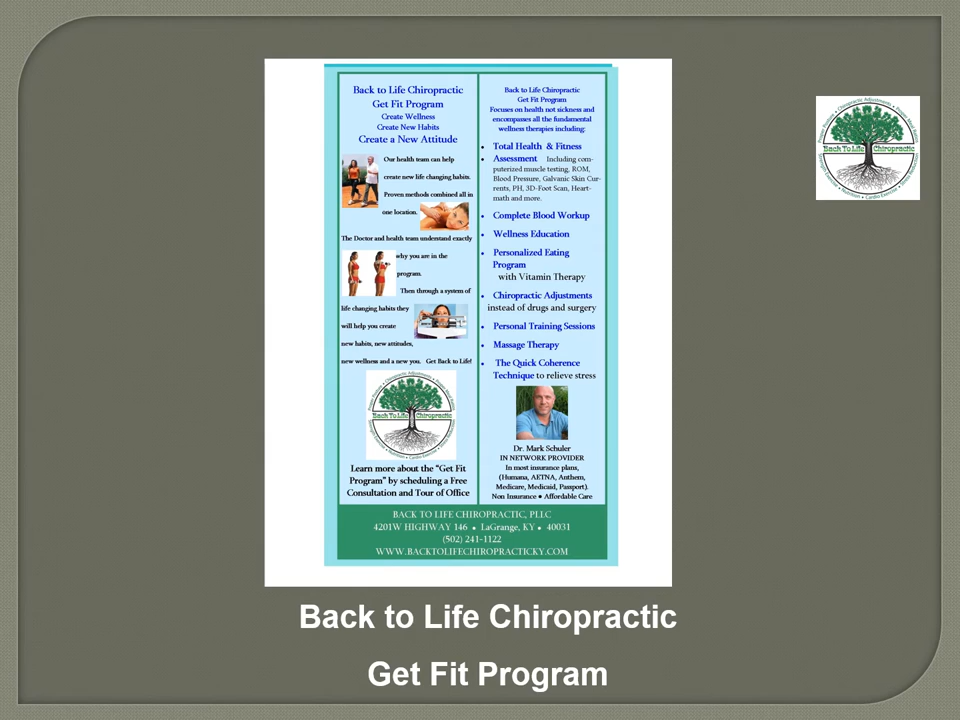 Back to Life Chiropractic
Get Fit Program
Create Wellness
Create New Habits
Create a New Attitude
Our health team can help
create new life changing habits.
Proven methods combined all in
one location.
The Doctor and health team understand exactly
why you are in the
program.
Then through a system of
life changing habits they
will help you create
new habits, new attitudes,
new wellness and a new you. Get Back to Life!
Back To Life Chiropractic
Learn more about the “Get Fit
Program” by scheduling a Free
Consultation and Tour of Office
Back to Life Chiropractic
Get Fit Program
Focuses on health not sickness and
encompasses all the fundamental
wellness therapies including:
• Total Health & Fitness
• Assessment Including com-
puterized muscle testing, ROM,
Blood Pressure, Galvanic Skin Cur-
rents, PH, 3D-Foot Scan, Heart-
math and more.
• Complete Blood Workup
• Wellness Education
• Personalized Eating
Program
with Vitamin Therapy
• Chiropractic Adjustments
instead of drugs and surgery
• Personal Training Sessions
• Massage Therapy
• The Quick Coherence
Technique to relieve stress
Dr. Mark Schuler
IN NETWORK PROVIDER
In most insurance plans,
(Humana, AETNA, Anthem,
Medicare, Medicaid, Passport).
Non Insurance ● Affordable Care
BACK TO LIFE CHIROPRACTIC, PLLC
4201W HIGHWAY 146 ● LaGrange, KY ● 40031
(502) 241-1122
WWW.BACKTOLIFECHIROPRACTICKY.COM
Back To Life Chiropractic
Back to Life Chiropractic
Get Fit Program